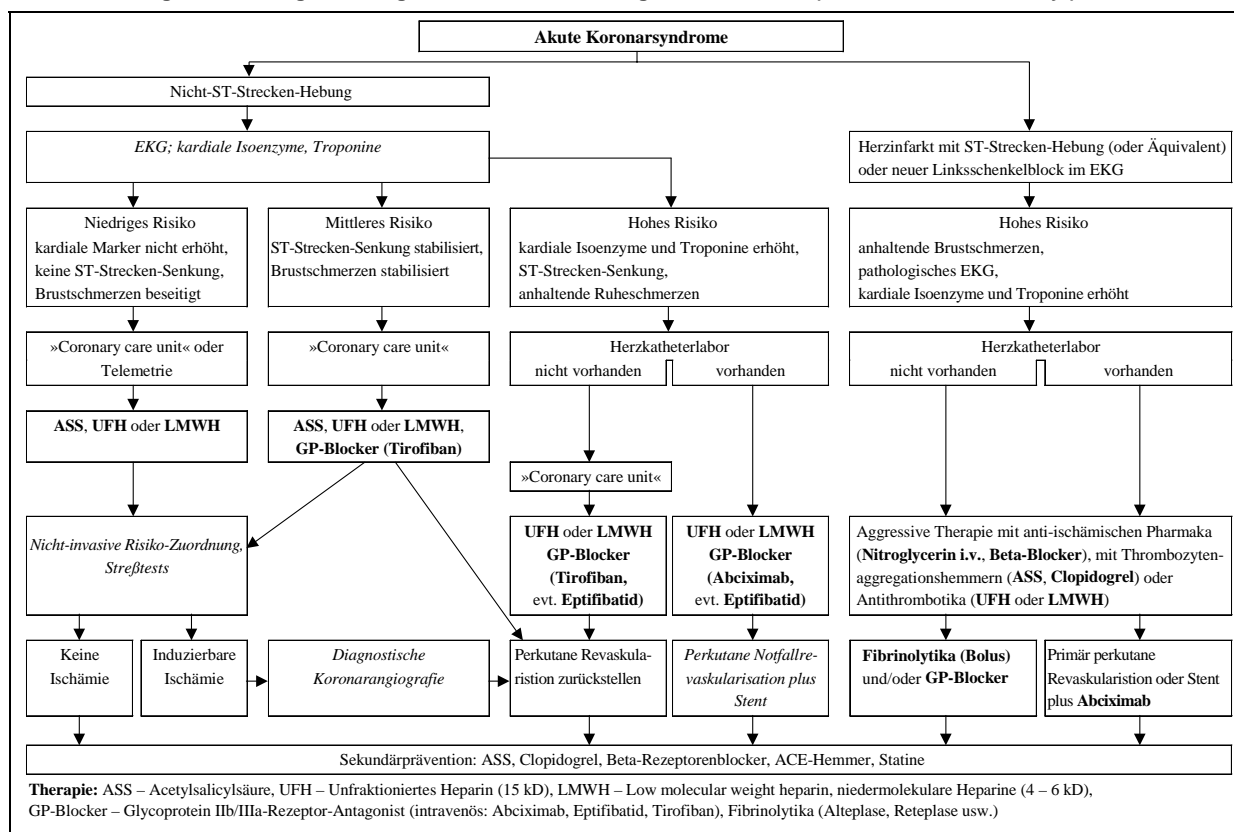 Akute Koronarsyndrome
Nicht-ST-Strecken-Hebung
EKG; kardiale Isoenzyme, Troponine
Herzinfarkt mit ST-Strecken-Hebung (oder Äquivalent)
oder neuer Linksschenkelblock im EKG
Niedriges Risiko
kardiale Marker nicht erhöht,
keine ST-Strecken-Senkung,
Brustschmerzen beseitigt
Mittleres Risiko
ST-Strecken-Senkung stabilisiert,
Brustschmerzen stabilisiert
Hohes Risiko
kardiale Isoenzyme und Troponine erhöht,
ST-Strecken-Senkung,
anhaltende Ruheschmerzen
Hohes Risiko
anhaltende Brustschmerzen,
pathologisches EKG,
kardiale Isoenzyme und Troponine erhöht
»Coronary care unit« oder
Telemetrie
»Coronary care unit«
Herzkatheterlabor
nicht vorhanden
vorhanden
Herzkatheterlabor
nicht vorhanden
vorhanden
ASS, UFH oder LMWH
ASS, UFH oder LMWH,
GP-Blocker (Tirofiban)
»Coronary care unit«
Nicht-invasive Risiko-Zuordnung,
Streßtests
UFH oder LMWH
GP-Blocker
(Tirofiban,
evt. Eptifibatid)
UFH oder LMWH
GP-Blocker
(Abciximab,
evt. Eptifibatid)
Aggressive Therapie mit anti-ischämischen Pharmaka
(Nitroglycerin i.v., Beta-Blocker), mit Thrombozyten-
aggregationshemmern (ASS, Clopidogrel) oder
Antithrombotika (UFH oder LMWH)
Keine
Ischämie
Induzierbare
Ischämie
Diagnostische
Koronarangiografie
Perkutane Revaskula-
ristion zurückstellen
Perkutane Notfallre-
vaskularisation plus
Stent
Fibrinolytika (Bolus)
und/oder GP-Blocker
Primär perkutane
Revaskularistion oder Stent
plus Abciximab
Sekundärprävention: ASS, Clopidogrel, Beta-Rezeptorenblocker, ACE-Hemmer, Statine
Therapie: ASS – Acetylsalicylsäure, UFH – Unfraktioniertes Heparin (15 kD), LMWH – Low molecular weight heparin, niedermolekulare Heparine (4 – 6 kD),
GP-Blocker – Glycoprotein IIb/IIIa-Rezeptor-Antagonist (intravenös: Abciximab, Eptifibatid, Tirofiban), Fibrinolytika (Alteplase, Reteplase usw.)